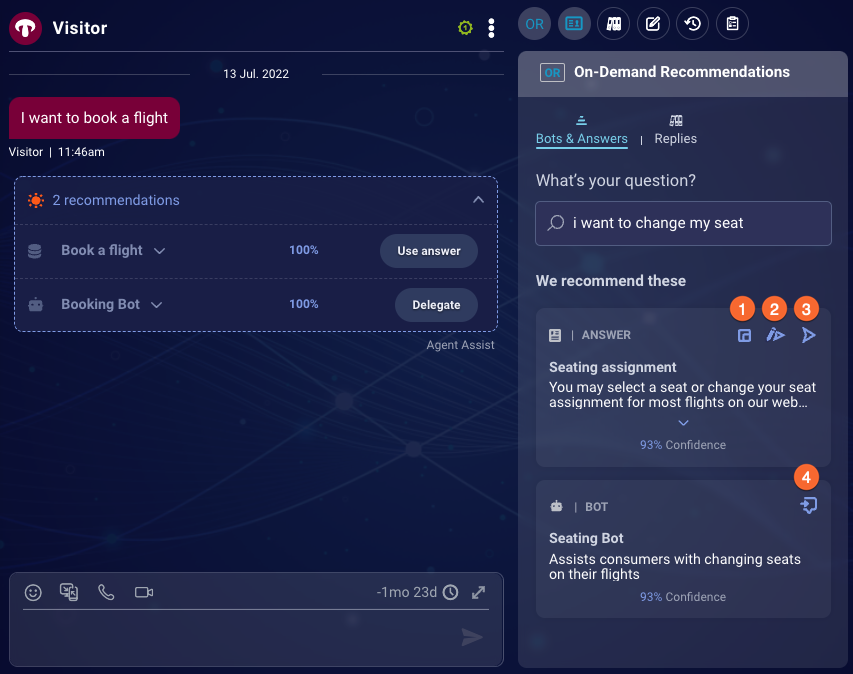 Visitor
1
13 Jul. 2022
I want to book a flight
Visitor | 11:46am
2 recommendations
Book a flight 100% Use answer
Booking Bot 100% Delegate
Agent Assist
-1mo 23d
OR
OR On-Demand Recommendations
Bots & Answers | Replies
What's your question?
i want to change my seat
We recommend these
1 2 3
| ANSWER
Seating assignment
You may select a seat or change your seat
assignment for most flights on our web...
93% Confidence
4
| BOT
Seating Bot
Assists consumers with changing seats
on their flights
93% Confidence